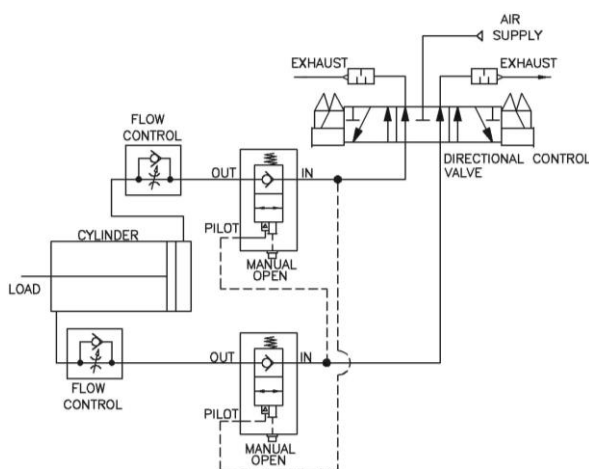 AIR
SUPPLY
EXHAUST
EXHAUST
FLOW
CONTROL
DIRECTIONAL CONTROL
VALVE
OUT
IN
PILOT
CYLINDER
MANUAL
OPEN
LOAD
OUT
IN
FLOW
CONTROL
PILOT
MANUAL
OPEN